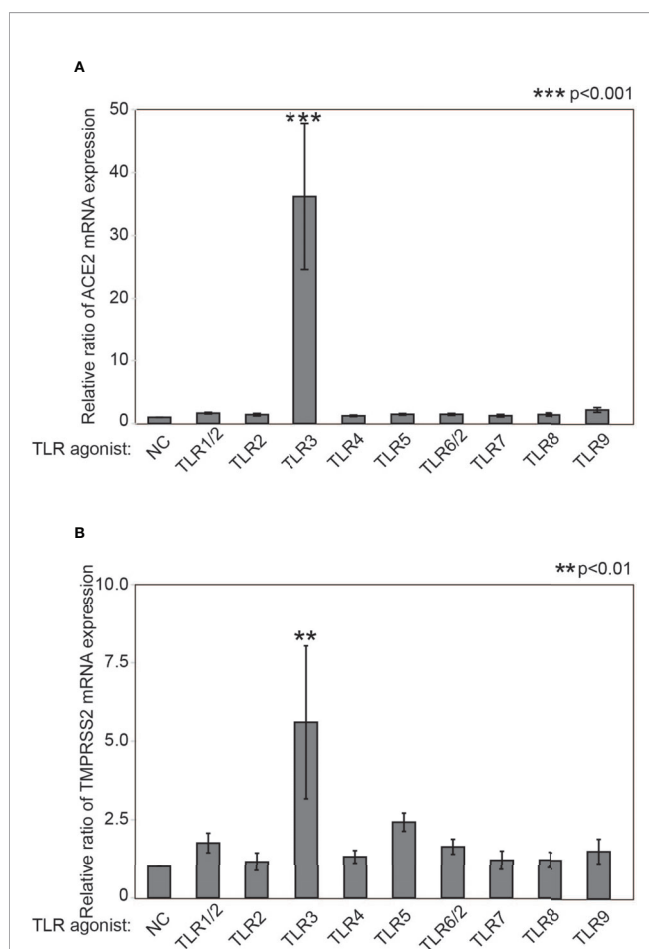 A
*** p<0.001
Relative ratio of ACE2 mRNA expression
50
40
30
20
10
0
***
TLR agonist: NC TLR1/2 TLR2 TLR3 TLR4 TLR5 TLR6/2 TLR7 TLR8 TLR9
B
** p<0.01
Relative ratio of TMPRSS2 mRNA expression
10.0
7.5
5.0
2.5
0
**
TLR agonist: NC TLR1/2 TLR2 TLR3 TLR4 TLR5 TLR6/2 TLR7 TLR8 TLR9